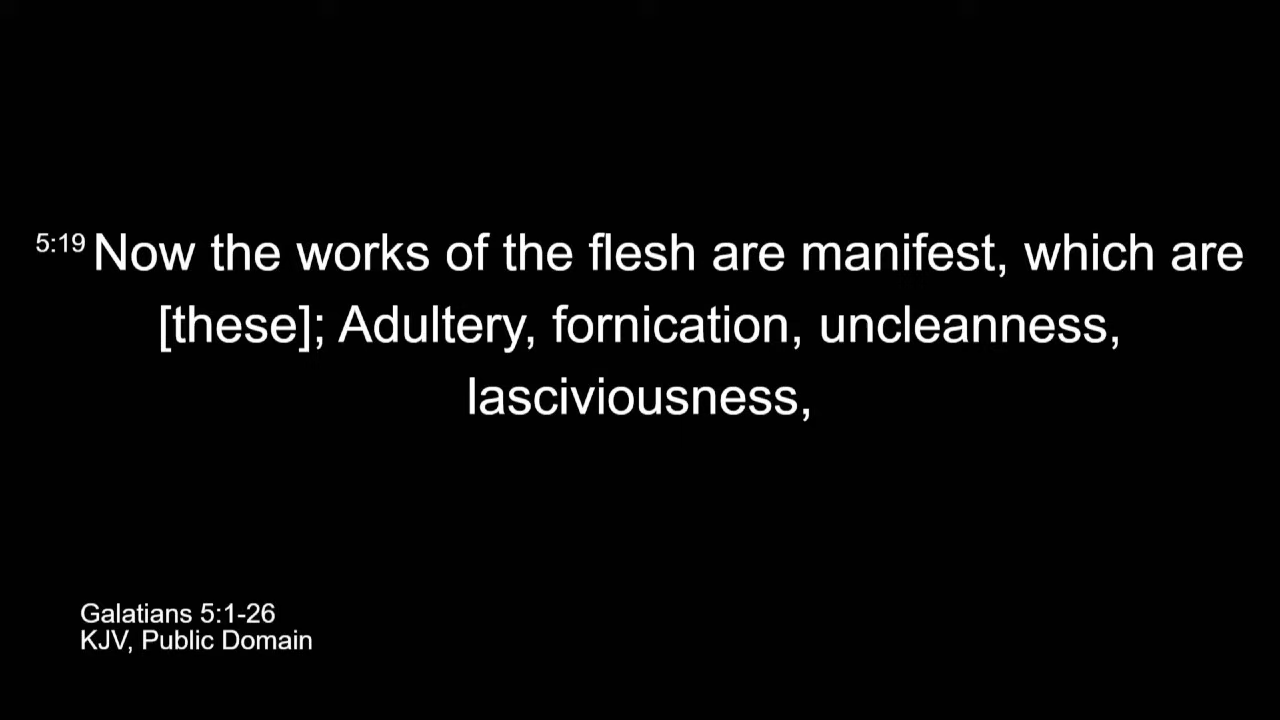 5:19 Now the works of the flesh are manifest, which are
[these]; Adultery, fornication, uncleanness,
lasciviousness,
Galatians 5:1-26
KJV, Public Domain